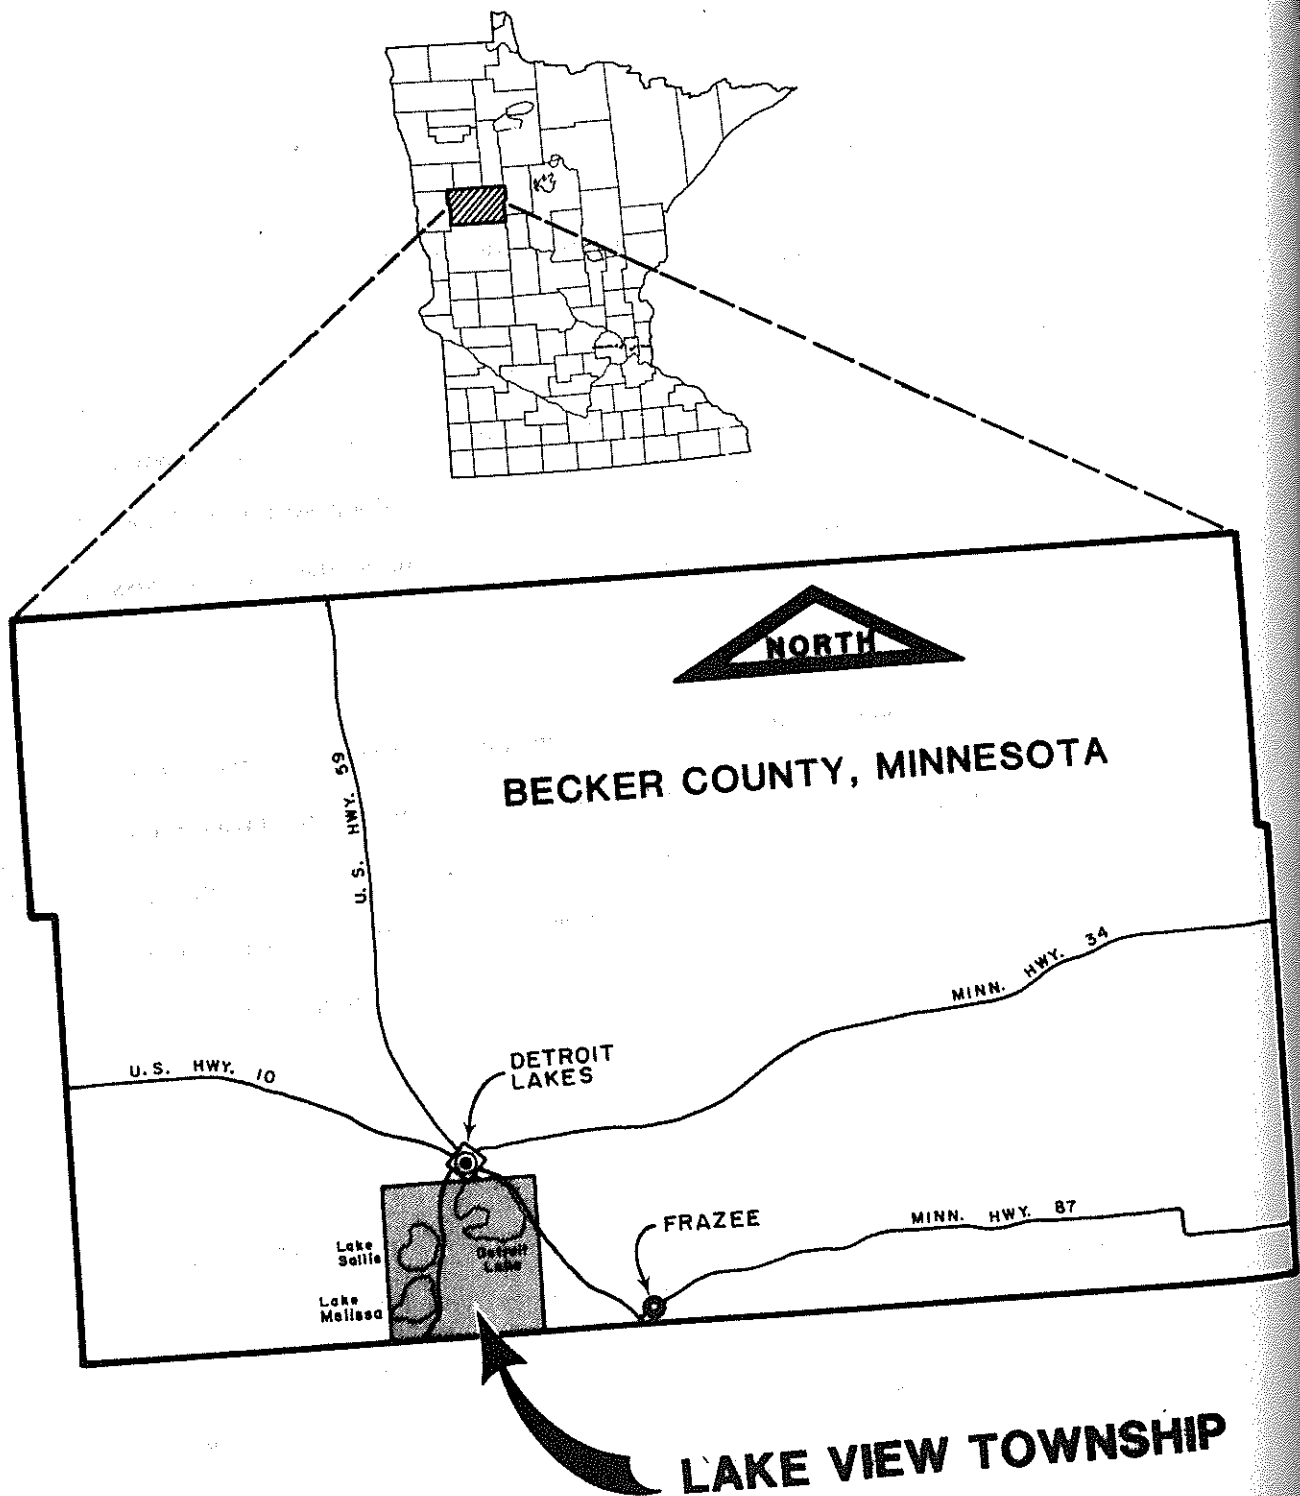 NORTH
BECKER COUNTY, MINNESOTA
U. S. HWY. 59
MINN. HWY. 34
U.S. HWY. 10
DETROIT
LAKES
FRAZEE
MINN. HWY. 87
Lake
Sallie
Detroit
Lake
Lake
Melissa
LAKE VIEW TOWNSHIP